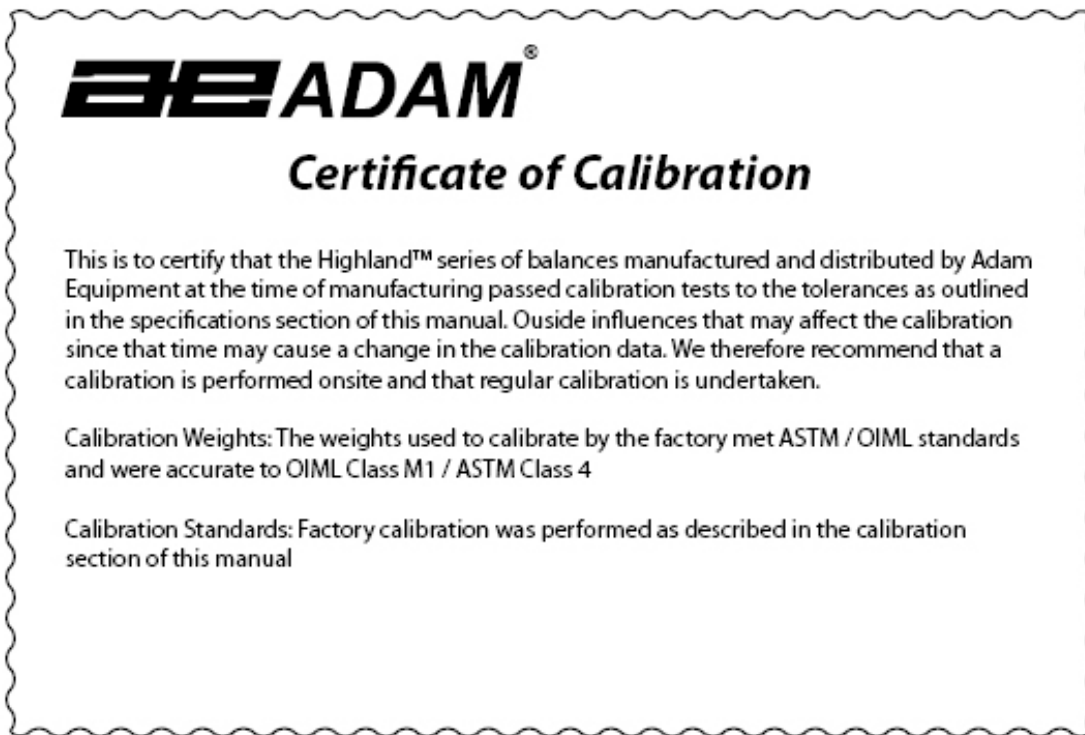 ae ADAM®
Certificate of Calibration
This is to certify that the Highland™ series of balances manufactured and distributed by Adam
Equipment at the time of manufacturing passed calibration tests to the tolerances as outlined
in the specifications section of this manual. Ouside influences that may affect the calibration
since that time may cause a change in the calibration data. We therefore recommend that a
calibration is performed onsite and that regular calibration is undertaken.
Calibration Weights: The weights used to calibrate by the factory met ASTM / OIML standards
and were accurate to OIML Class M1 / ASTM Class 4
Calibration Standards: Factory calibration was performed as described in the calibration
section of this manual